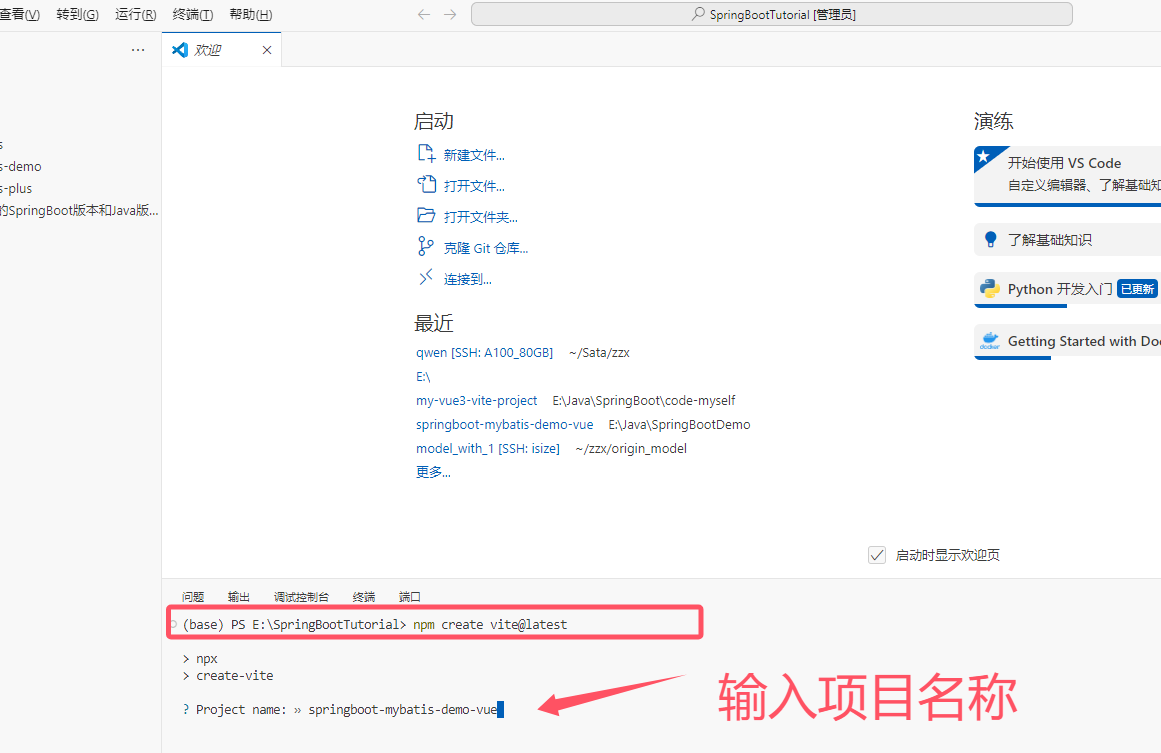 查看(V) 转到(G) 运行(R) 终端(T) 帮助(H)
SpringBootTutorial [管理员]
欢迎
s-demo
s-plus
的SpringBoot版本和Java版...
启动
新建文件...
打开文件...
打开文件夹...
克隆 Git 仓库...
连接到...
最近
qwen [SSH: A100_80GB] ~/Sata/zzx
E:\
my-vue3-vite-project E:\Java\SpringBoot\code-myself
springboot-mybatis-demo-vue E:\Java\SpringBootDemo
model_with_1 [SSH: isize] ~/zzx/origin_model
更多...
演练
开始使用 VS Code
自定义编辑器、了解基础知
了解基础知识
Python 开发入门 已更新
Getting Started with Doc
启动时显示欢迎页
问题 输出 调试控制台 终端 端口
(base) PS E:\SpringBootTutorial> npm create vite@latest
> npx
> create-vite
? Project name: » springboot-mybatis-demo-vue
输入项目名称